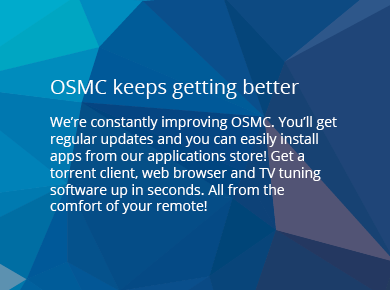 OSMC keeps getting better
We’re constantly improving OSMC. You’ll get
regular updates and you can easily install
apps from our applications store! Get a
torrent client, web browser and TV tuning
software up in seconds. All from the
comfort of your remote!